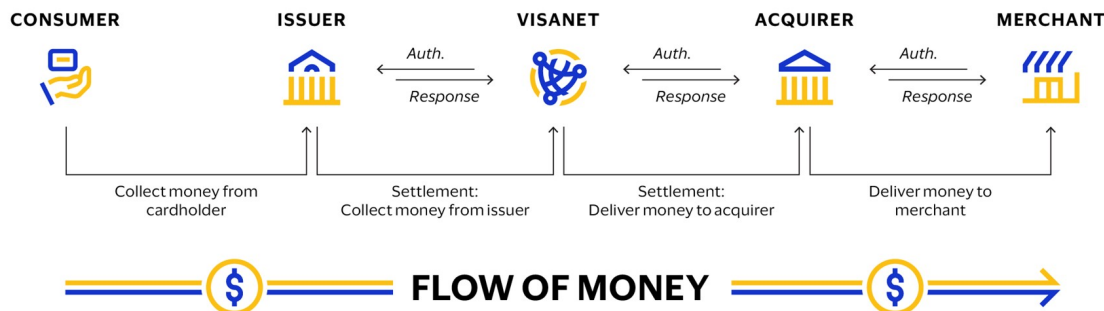 CONSUMER
ISSUER
VISANET
ACQUIRER
MERCHANT
Auth.
Response
Auth.
Response
Auth.
Response
Collect money from
cardholder
Settlement:
Collect money from issuer
Settlement:
Deliver money to acquirer
Deliver money to
merchant
$
FLOW OF MONEY
$